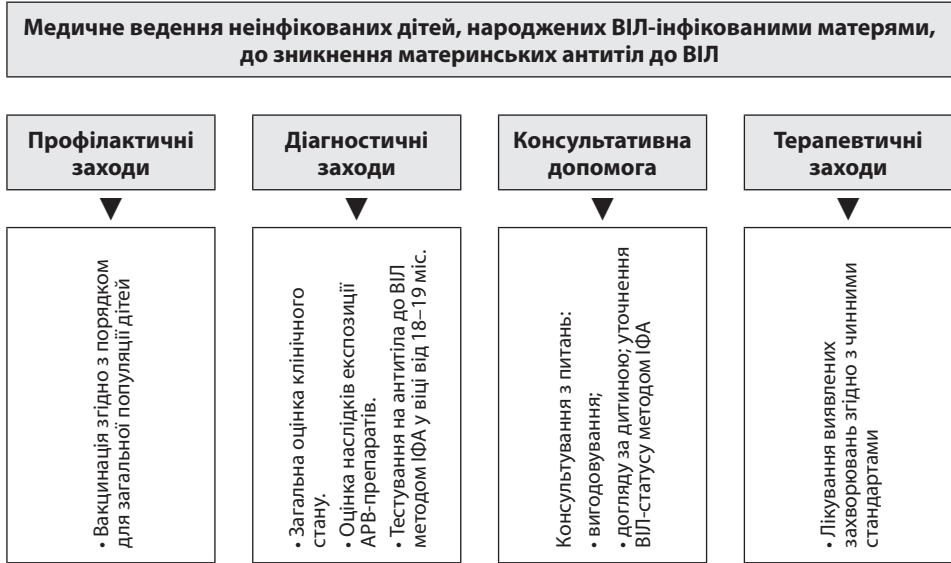 Медичне ведення неінфікованих дітей, народжених ВІЛ-інфікованими матерями,
до зникнення материнських антитіл до ВІЛ
Профілактичні
заходи
• Вакцинація згідно з порядком
для загальної популяції дітей
Діагностичні
заходи
• Загальна оцінка клінічного
стану.
• Оцінка наслідків експозиції
АРВ-препаратів.
• Тестування на антитіла до ВІЛ
методом ІФА у віці від 18–19 міс.
Консультативна
допомога
Консультування з питань:
• вигодовування;
• догляду за дитиною; уточнення
ВІЛ-статусу методом ІФА
Терапевтичні
заходи
• Лікування виявлених
захворювань згідно з чинними
стандартами